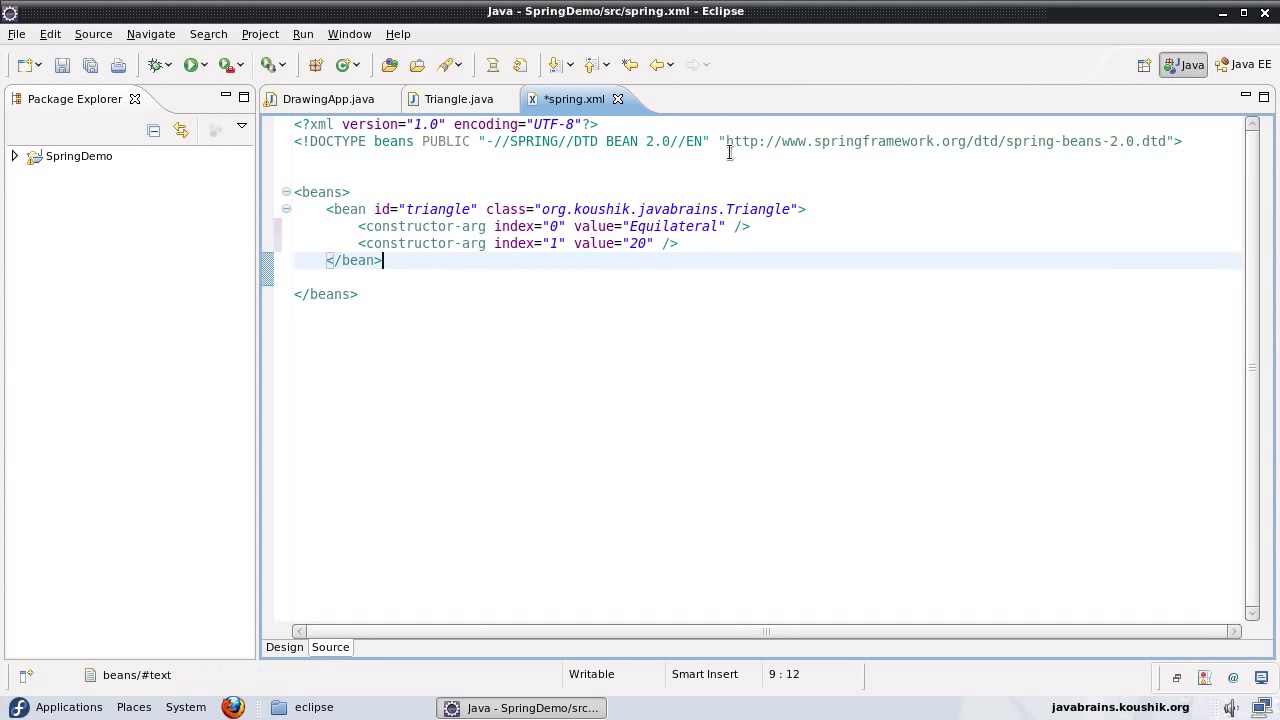 Java - SpringDemo/src/spring.xml - Eclipse
File Edit Source Navigate Search Project Run Window Help
Java Java EE
Package Explorer DrawingApp.java Triangle.java *spring.xml
SpringDemo
<?xml version="1.0" encoding="UTF-8"?>
<!DOCTYPE beans PUBLIC "-//SPRING//DTD BEAN 2.0//EN" "http://www.springframework.org/dtd/spring-beans-2.0.dtd">
<beans>
<bean id="triangle" class="org.koushik.javabrains.Triangle">
<constructor-arg index="0" value="Equilateral" />
<constructor-arg index="1" value="20" />
</bean>
</beans>
Design Source
beans/#text Writable Smart Insert 9 : 12
Applications Places System eclipse Java - SpringDemo/src... javabrains.koushik.org